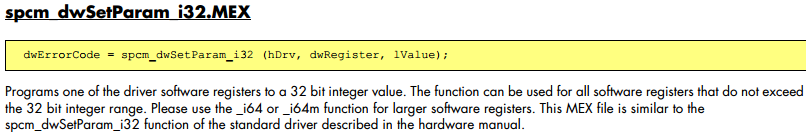 spcm_dwSetParam_i32.MEX
dwErrorCode = spcm_dwSetParam_i32 (hDrv, dwRegister, lValue);
Programs one of the driver software registers to a 32 bit integer value. The function can be used for all software registers that do not exceed
the 32 bit integer range. Please use the _i64 or _i64m function for larger software registers. This MEX file is similar to the
spcm_dwSetParam_i32 function of the standard driver described in the hardware manual.